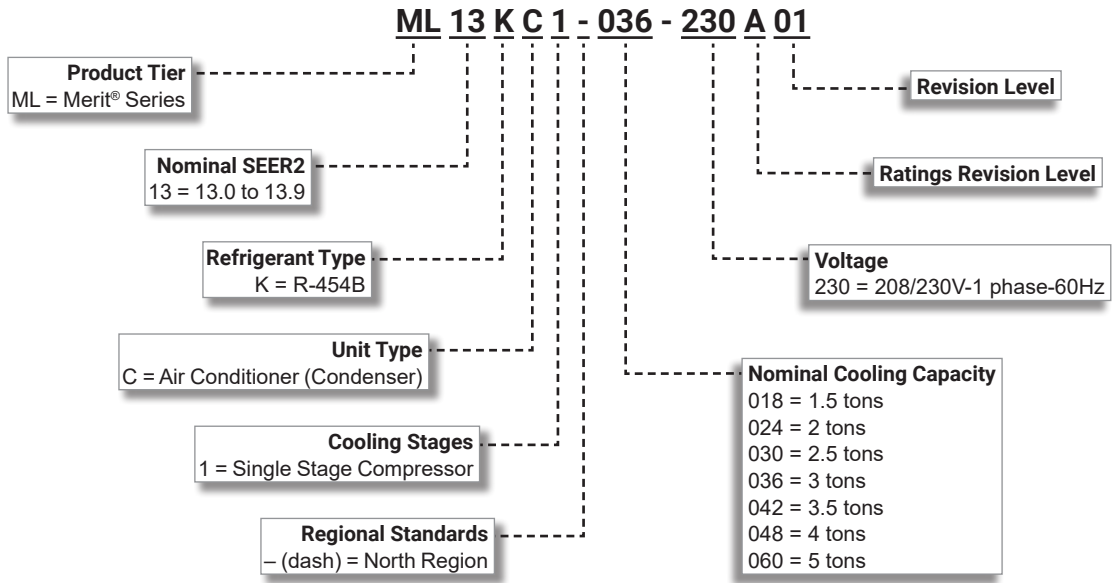 ML 13 K C 1 - 036 - 230 A 01
Product Tier
ML = Merit® Series
Revision Level
Nominal SEER2
13 = 13.0 to 13.9
Ratings Revision Level
Refrigerant Type
K = R-454B
Voltage
230 = 208/230V-1 phase-60Hz
Unit Type
C = Air Conditioner (Condenser)
Cooling Stages
1 = Single Stage Compressor
Regional Standards
– (dash) = North Region
Nominal Cooling Capacity
018 = 1.5 tons
024 = 2 tons
030 = 2.5 tons
036 = 3 tons
042 = 3.5 tons
048 = 4 tons
060 = 5 tons